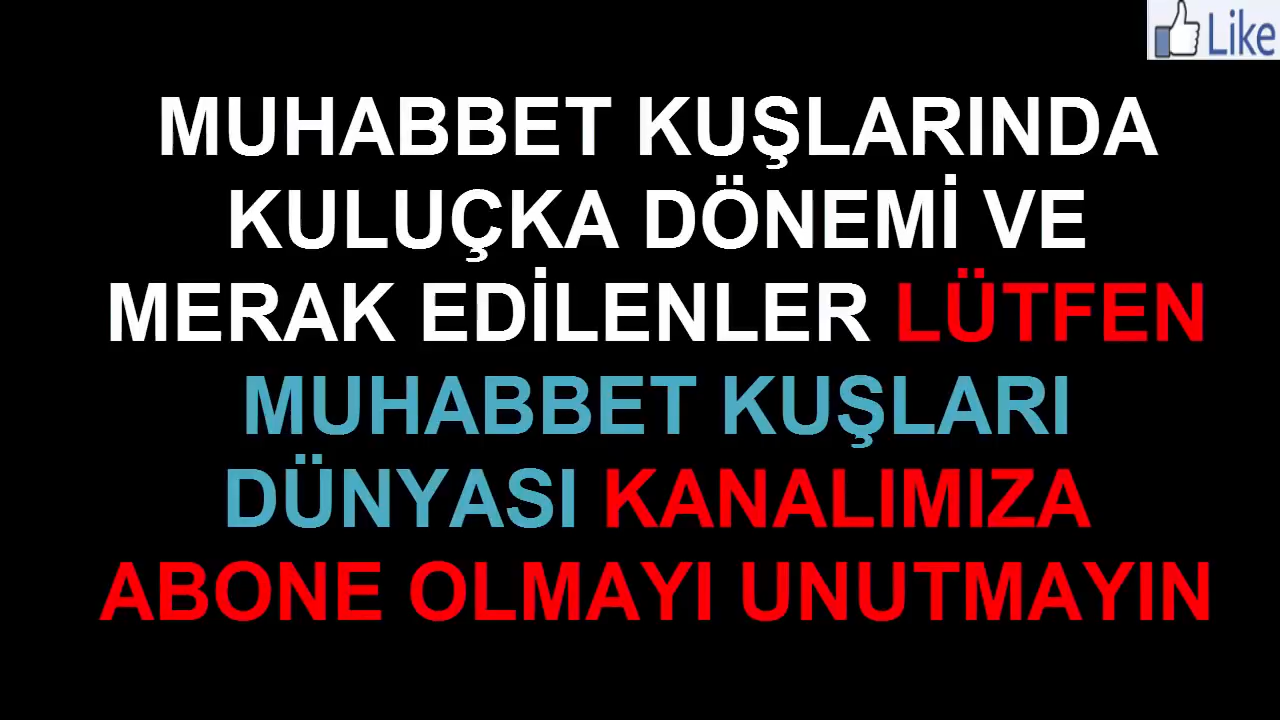 Like
MUHABBET KUŞLARINDA
KULUÇKA DÖNEMİ VE
MERAK EDİLENLER LÜTFEN
MUHABBET KUŞLARI
DÜNYASI KANALIMIZA
ABONE OLMAYI UNUTMAYIN